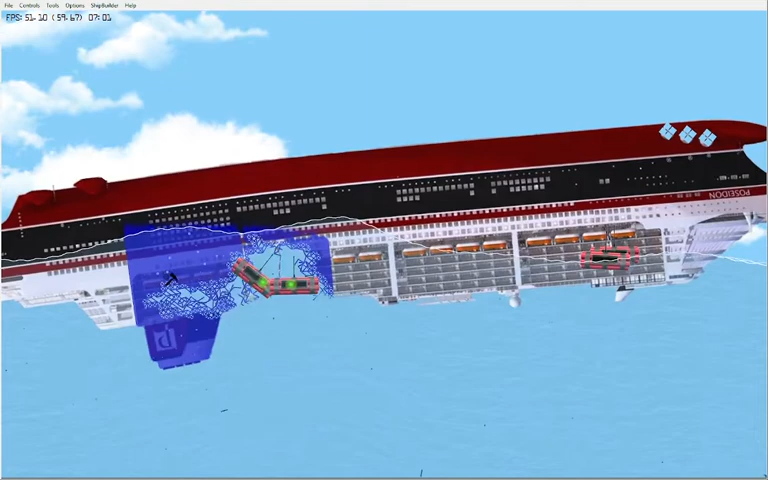 File Controls Tools Options ShipBuilder Help
FPS: 51.10 (59.67) 07:01
POSEIDON
P